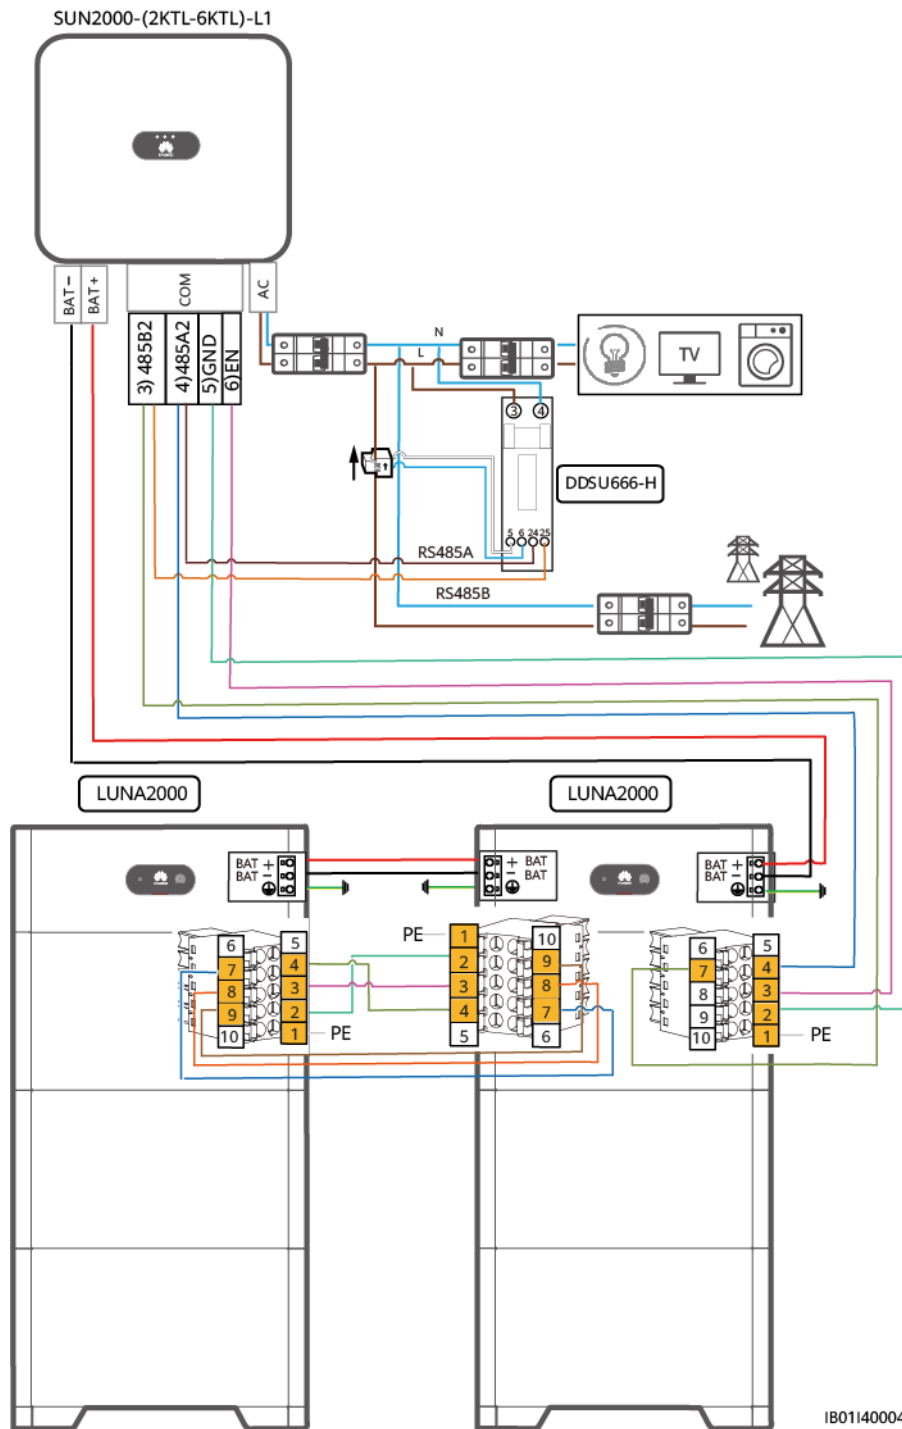 SUN2000-(2KTL-6KTL)-L1
BAT−
BAT+
COM
AC
3) 485B2
4)485A2
5)GND
6)EN
N
L
TV
3 4
DDSU666-H
5 6 24 25
RS485A
RS485B
LUNA2000
LUNA2000
BAT +
BAT -
+ BAT
- BAT
BAT +
BAT -
6
7
8
9
10
5
4
3
2
1
PE
PE
1
2
3
4
5
10
9
8
7
6
6
7
8
9
10
5
4
3
2
1
PE
IB01I40004